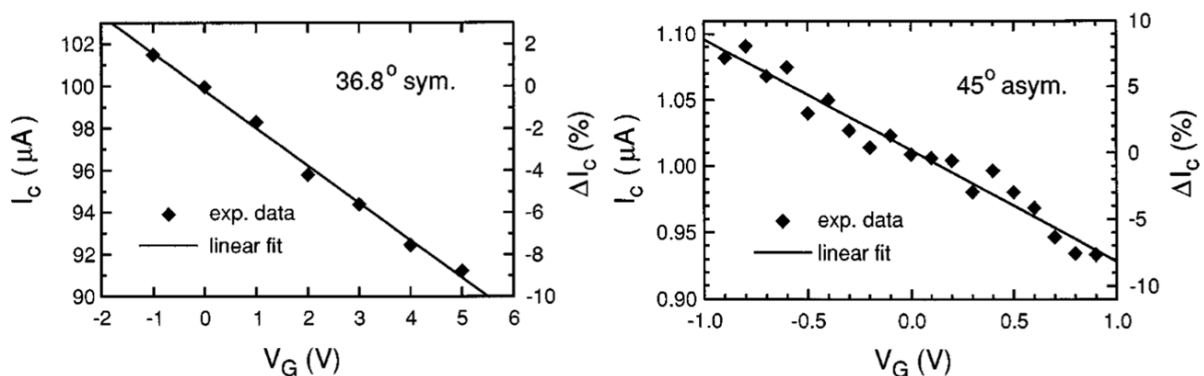 102
100
98
96
94
92
90
I_C (μA)
2
0
-2
-4
-6
-8
-10
ΔI_C (%)
36.8° sym.
exp. data
linear fit
-2 -1 0 1 2 3 4 5 6
V_G (V)
1.10
1.05
1.00
0.95
0.90
I_C (μA)
10
5
0
-5
-10
ΔI_C (%)
45° asym.
exp. data
linear fit
-1.0 -0.5 0.0 0.5 1.0
V_G (V)